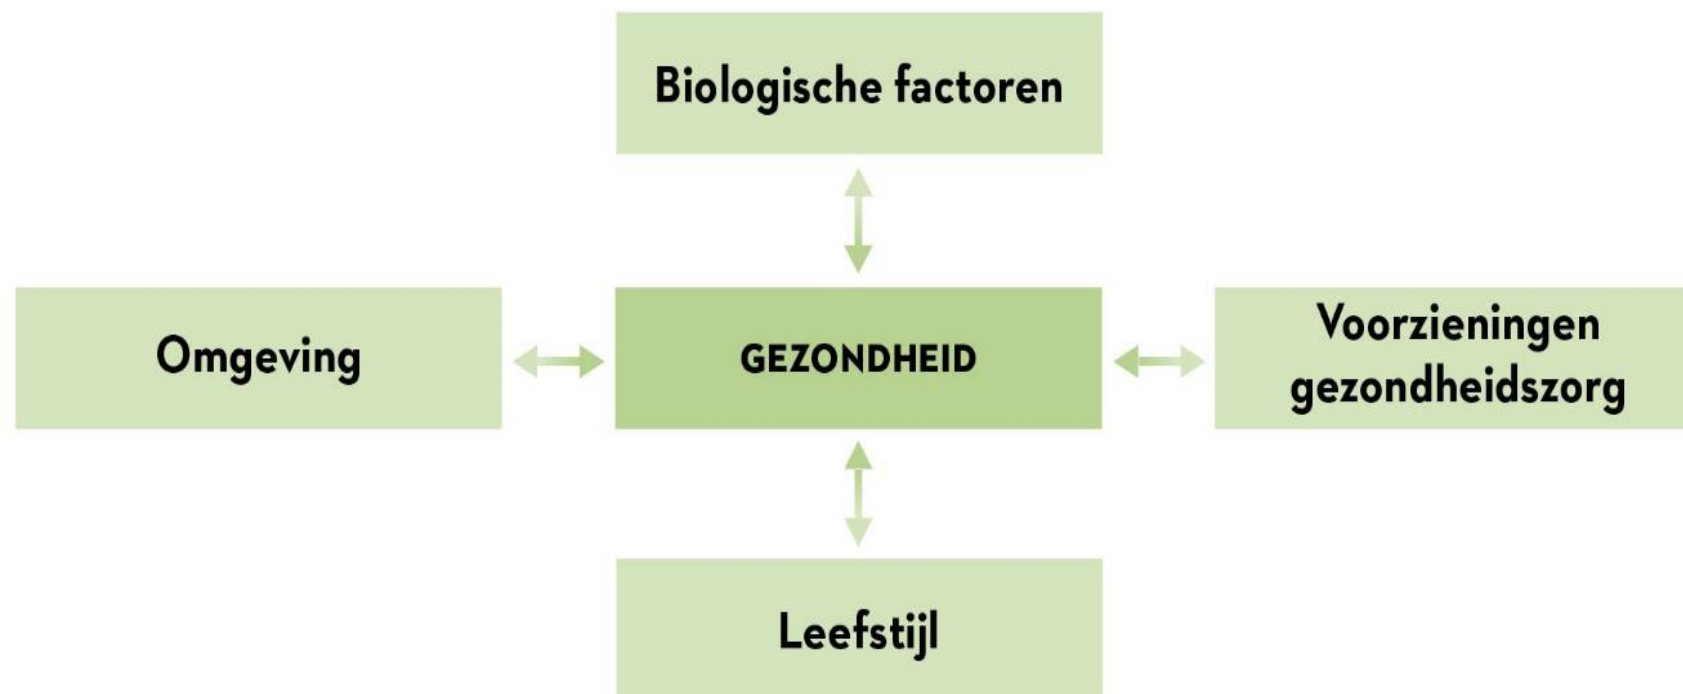 Biologische factoren
Omgeving
GEZONDHEID
Voorzieningen
gezondheidszorg
Leefstijl